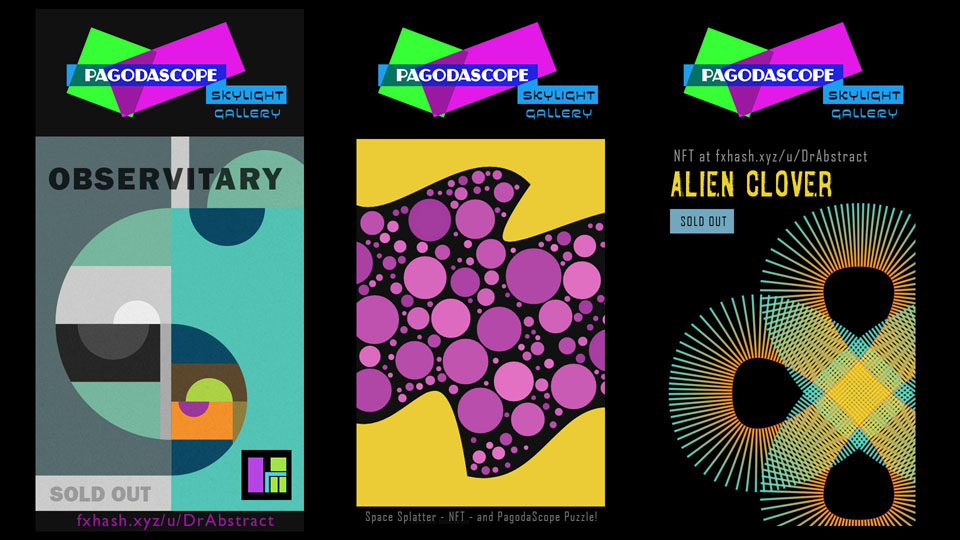 PAGODASCOPE
SKYLIGHT
GALLERY
OBSERVITARY
SOLD OUT
fxhash.xyz/u/DrAbstract
PAGODASCOPE
SKYLIGHT
GALLERY
Space Splatter - NFT - and PagodaScope Puzzle!
PAGODASCOPE
SKYLIGHT
GALLERY
NFT at fxhash.xyz/u/DrAbstract
ALIEN CLOVER
SOLD OUT